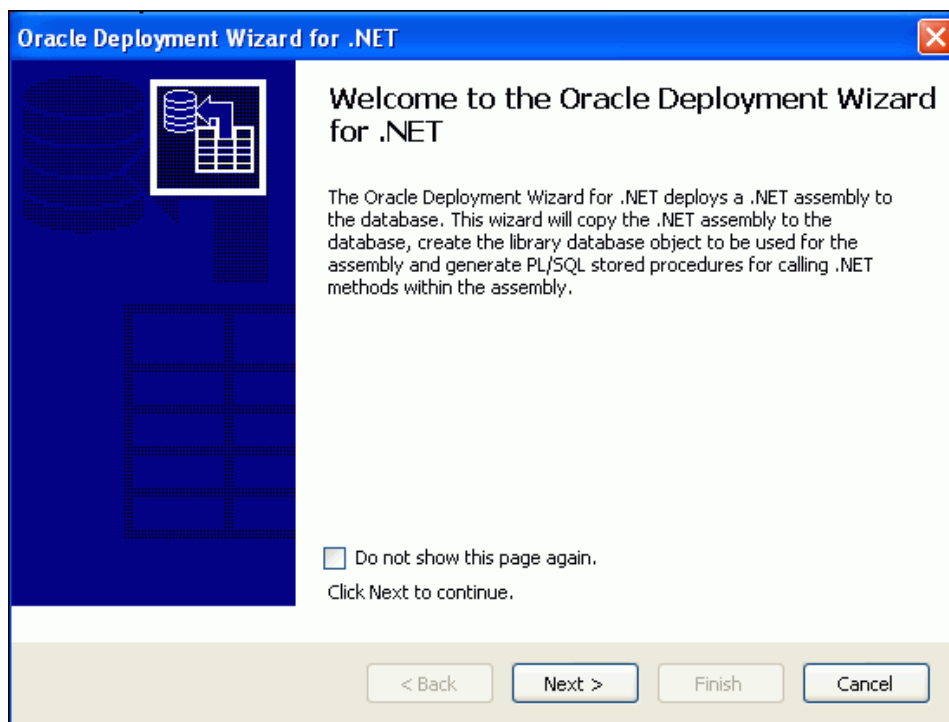 Oracle Deployment Wizard for .NET
Welcome to the Oracle Deployment Wizard
for .NET
The Oracle Deployment Wizard for .NET deploys a .NET assembly to
the database. This wizard will copy the .NET assembly to the
database, create the library database object to be used for the
assembly and generate PL/SQL stored procedures for calling .NET
methods within the assembly.
Do not show this page again.
Click Next to continue.
< Back Next > Finish Cancel